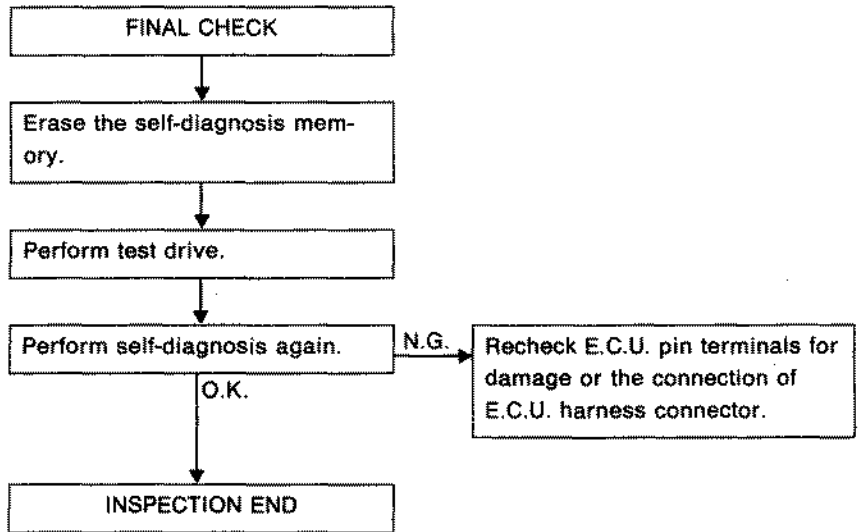 FINAL CHECK
Erase the self-diagnosis mem-
ory.
Perform test drive.
Perform self-diagnosis again.
N.G.
Recheck E.C.U. pin terminals for
damage or the connection of
E.C.U. harness connector.
O.K.
INSPECTION END